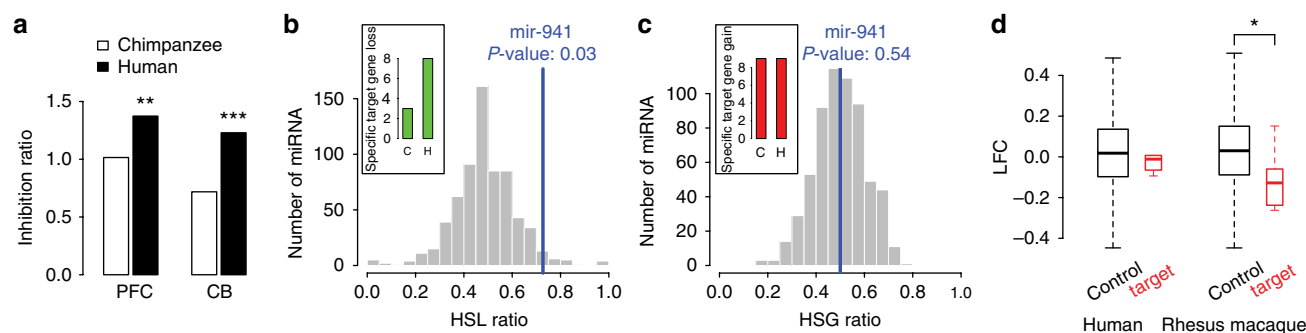 a
Chimpanzee
Human
Inhibition ratio
1.5
1.0
0.5
0.0
**
***
PFC
CB
b
Number of miRNA
150
100
50
0
Specific target gene loss
8
6
4
2
0
C H
mir-941
P-value: 0.03
0.0 0.2 0.4 0.6 0.8 1.0
HSL ratio
c
Number of miRNA
100
80
60
40
20
0
Specific target gene gain
8
6
4
2
0
C H
mir-941
P-value: 0.54
0.0 0.2 0.4 0.6 0.8 1.0
HSG ratio
d
LFC
0.4
0.2
0.0
−0.2
−0.4
*
Control
target
Control
target
Human
Rhesus macaque